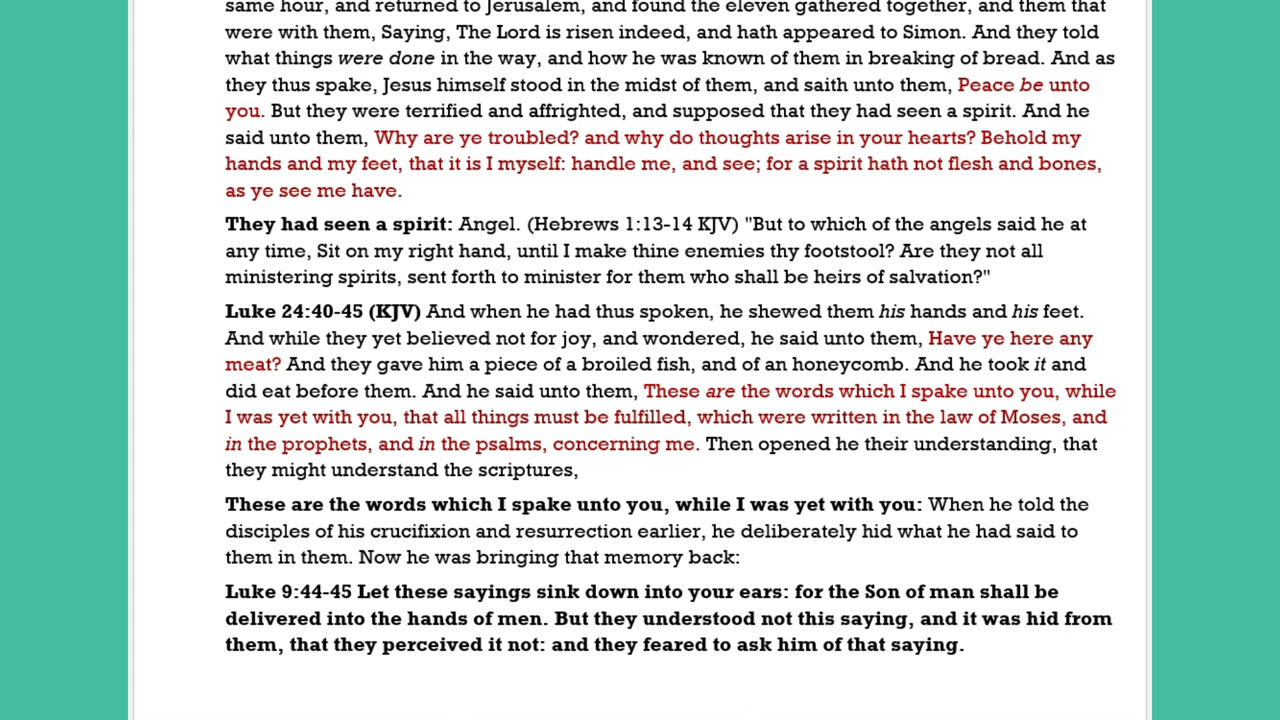 same hour, and returned to Jerusalem, and found the eleven gathered together, and them that
were with them, Saying, The Lord is risen indeed, and hath appeared to Simon. And they told
what things were done in the way, and how he was known of them in breaking of bread. And as
they thus spake, Jesus himself stood in the midst of them, and saith unto them, Peace be unto
you. But they were terrified and affrighted, and supposed that they had seen a spirit. And he
said unto them, Why are ye troubled? and why do thoughts arise in your hearts? Behold my
hands and my feet, that it is I myself: handle me, and see; for a spirit hath not flesh and bones,
as ye see me have.
They had seen a spirit: Angel. (Hebrews 1:13-14 KJV) "But to which of the angels said he at
any time, Sit on my right hand, until I make thine enemies thy footstool? Are they not all
ministering spirits, sent forth to minister for them who shall be heirs of salvation?"
Luke 24:40-45 (KJV) And when he had thus spoken, he shewed them his hands and his feet.
And while they yet believed not for joy, and wondered, he said unto them, Have ye here any
meat? And they gave him a piece of a broiled fish, and of an honeycomb. And he took it and
did eat before them. And he said unto them, These are the words which I spake unto you, while
I was yet with you, that all things must be fulfilled, which were written in the law of Moses, and
in the prophets, and in the psalms, concerning me. Then opened he their understanding, that
they might understand the scriptures,
These are the words which I spake unto you, while I was yet with you: When he told the
disciples of his crucifixion and resurrection earlier, he deliberately hid what he had said to
them in them. Now he was bringing that memory back:
Luke 9:44-45 Let these sayings sink down into your ears: for the Son of man shall be
delivered into the hands of men. But they understood not this saying, and it was hid from
them, that they perceived it not: and they feared to ask him of that saying.